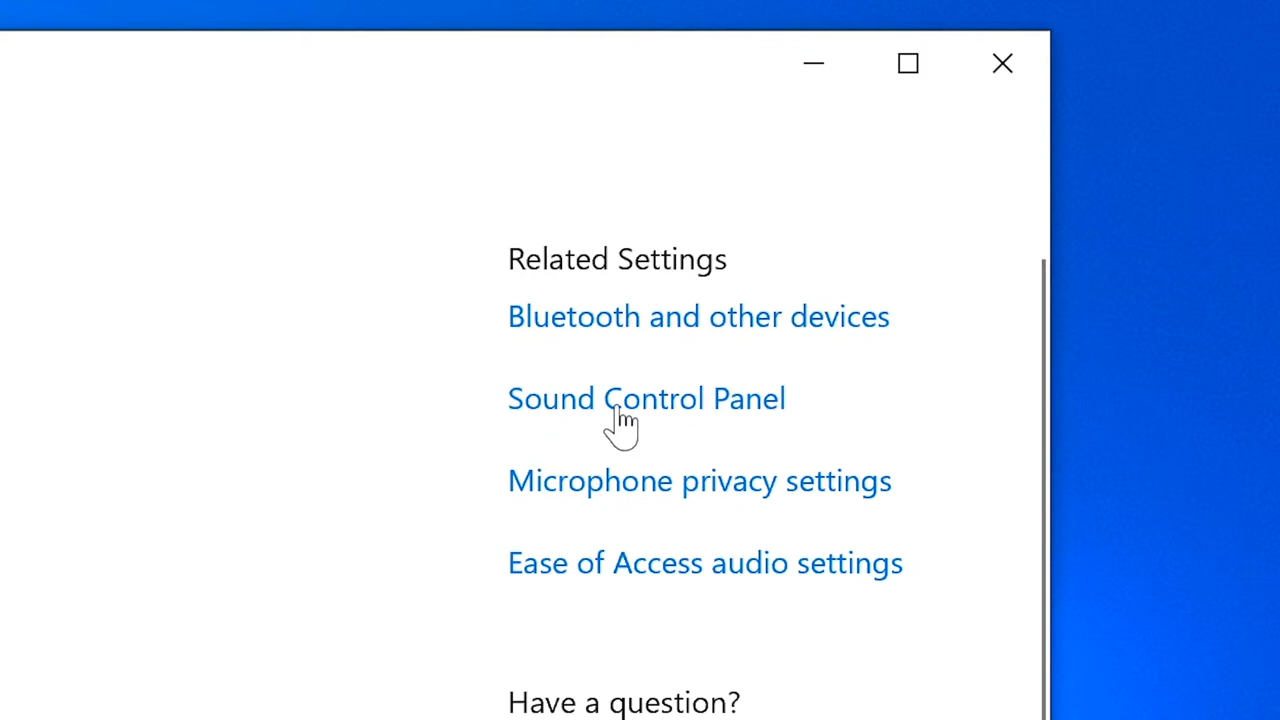 Related Settings
Bluetooth and other devices
Sound Control Panel
Microphone privacy settings
Ease of Access audio settings
Have a question?